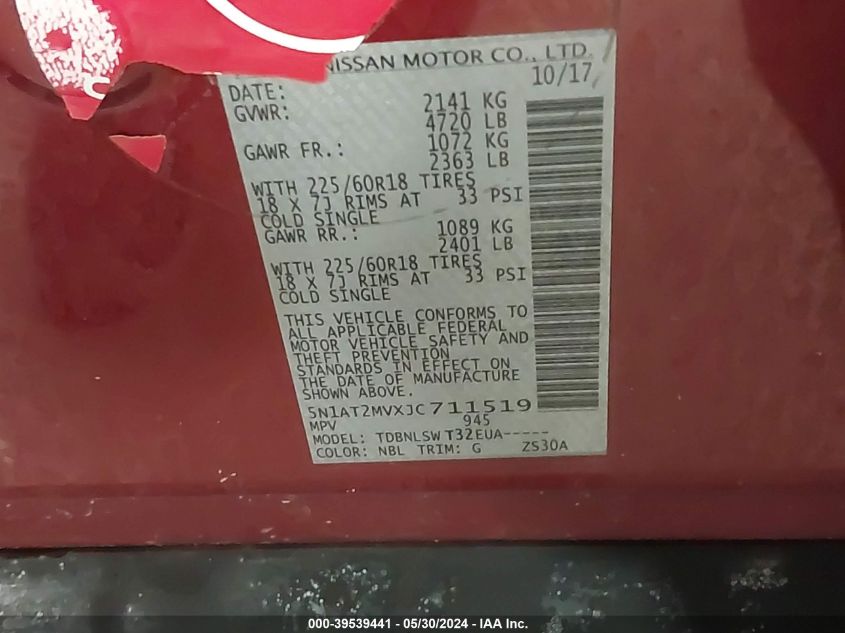 NISSAN MOTOR CO., LTD.
DATE: 10/17
GVWR: 2141 KG
4720 LB
GAWR FR.: 1072 KG
2363 LB
WITH 225/60R18 TIRES
18 X 7J RIMS AT 33 PSI
COLD SINGLE
GAWR RR.: 1089 KG
2401 LB
WITH 225/60R18 TIRES
18 X 7J RIMS AT 33 PSI
COLD SINGLE
THIS VEHICLE CONFORMS TO
ALL APPLICABLE FEDERAL
MOTOR VEHICLE SAFETY AND
THEFT PREVENTION
STANDARDS IN EFFECT ON
THE DATE OF MANUFACTURE
SHOWN ABOVE.
5N1AT2MVXJC711519
MPV 945
MODEL: TDBNLSW T32EUA-----
COLOR: NBL TRIM: G ZS30A
000-39539441 - 05/30/2024 - IAA Inc.